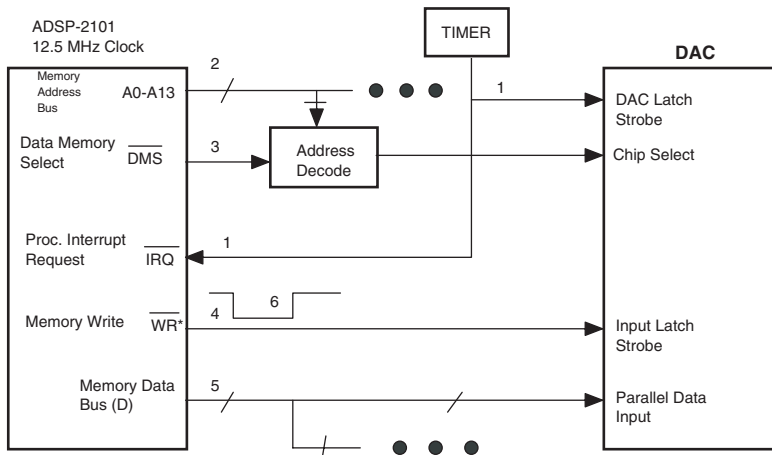 ADSP-2101
12.5 MHz Clock
TIMER
DAC
Memory
Address
Bus
A0-A13
2
1
DAC Latch
Strobe
Data Memory
Select
DMS
3
Address
Decode
Chip Select
Proc. Interrupt
Request
IRQ
1
Memory Write
WR*
4
6
Input Latch
Strobe
Memory Data
Bus (D)
5
Parallel Data
Input